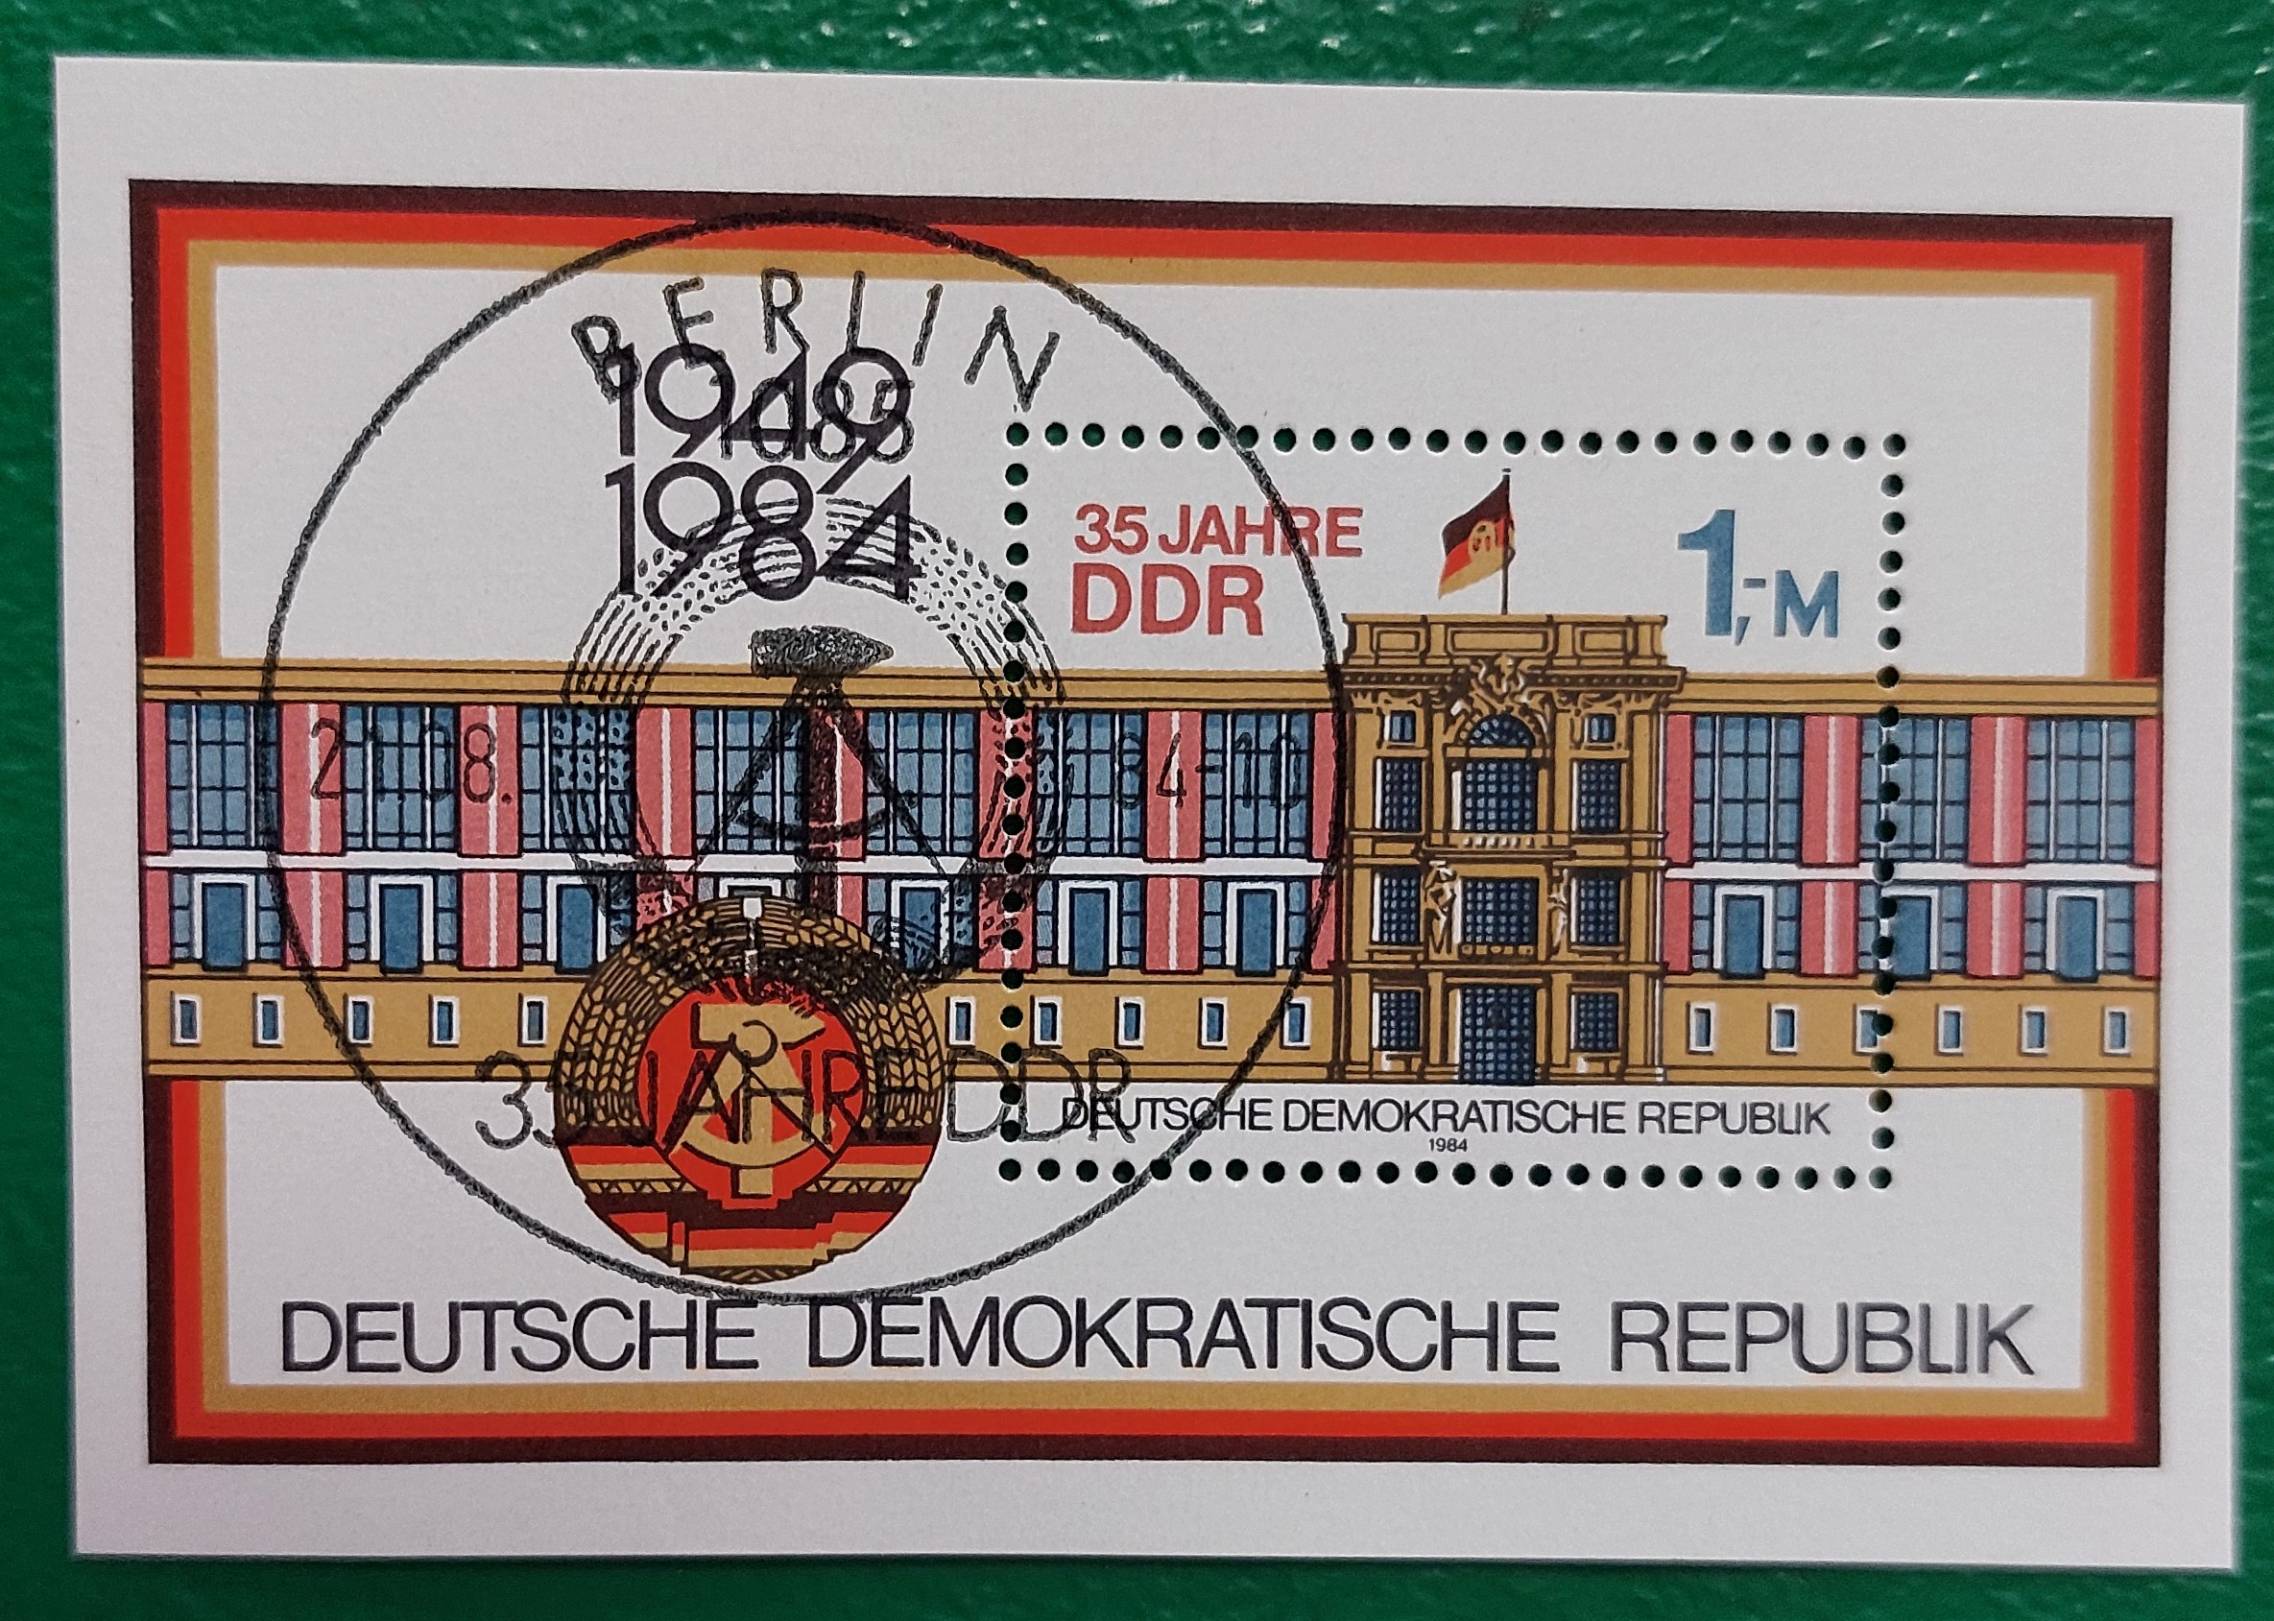 BERLIN
1949
1085
1984
35 JAHRE
DDR
1,-M
21.08.
84-10
35 JAHRE DDR
DEUTSCHE DEMOKRATISCHE REPUBLIK
1984
DEUTSCHE DEMOKRATISCHE REPUBLIK